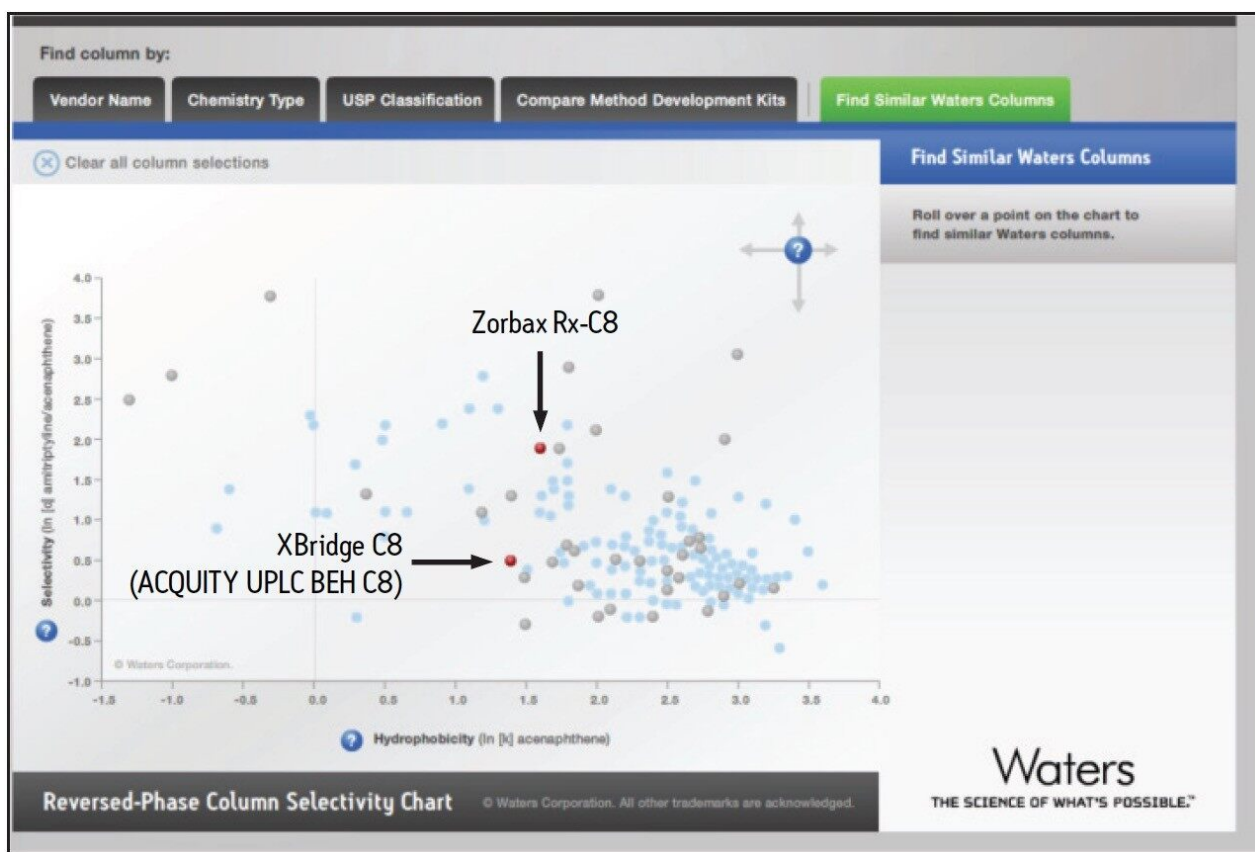 Find column by:
Vendor Name
Chemistry Type
USP Classification
Compare Method Development Kits
Find Similar Waters Columns
Clear all column selections
Find Similar Waters Columns
Roll over a point on the chart to
find similar Waters columns.
?
Zorbax Rx-C8
XBridge C8
(ACQUITY UPLC BEH C8)
4.0
3.5
3.0
2.5
2.0
1.5
1.0
0.5
0.0
-0.5
-1.0
Selectivity (ln [α] amitriptyline/acenaphthene)
?
© Waters Corporation.
-1.5
-1.0
-0.5
0.0
0.5
1.0
1.5
2.0
2.5
3.0
3.5
4.0
? Hydrophobicity (ln [k] acenaphthene)
Reversed-Phase Column Selectivity Chart
© Waters Corporation. All other trademarks are acknowledged.
Waters
THE SCIENCE OF WHAT'S POSSIBLE.™